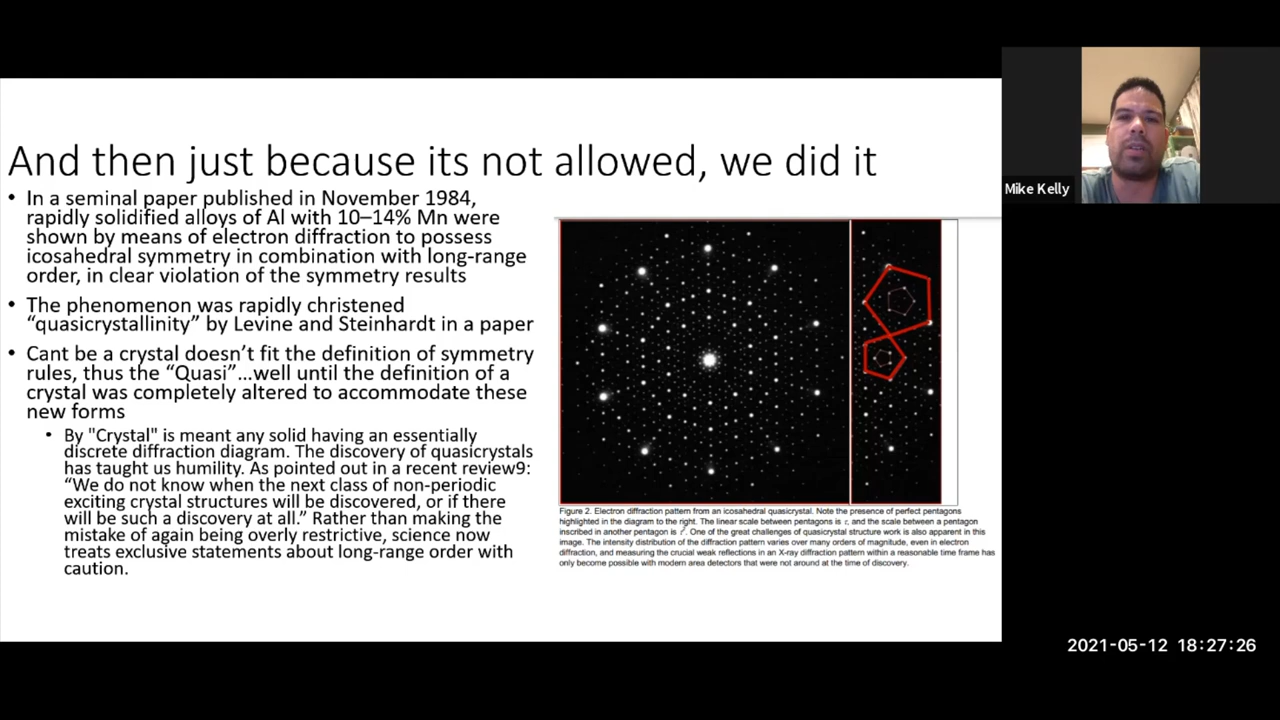 And then just because its not allowed, we did it
• In a seminal paper published in November 1984,
rapidly solidified alloys of Al with 10–14% Mn were
shown by means of electron diffraction to possess
icosahedral symmetry in combination with long-range
order, in clear violation of the symmetry results
• The phenomenon was rapidly christened
“quasicrystallinity” by Levine and Steinhardt in a paper
• Cant be a crystal doesn’t fit the definition of symmetry
rules, thus the “Quasi”…well until the definition of a
crystal was completely altered to accommodate these
new forms
• By "Crystal" is meant any solid having an essentially
discrete diffraction diagram. The discovery of quasicrystals
has taught us humility. As pointed out in a recent review9:
“We do not know when the next class of non-periodic
exciting crystal structures will be discovered, or if there
will be such a discovery at all.” Rather than making the
mistake of again being overly restrictive, science now
treats exclusive statements about long-range order with
caution.
Figure 2. Electron diffraction pattern from an icosahedral quasicrystal. Note the presence of perfect pentagons
highlighted in the diagram to the right. The linear scale between pentagons is τ, and the scale between a pentagon
inscribed in another pentagon is One of the great challenges of quasicrystal structure work is also apparent in this
image. The intensity distribution of the diffraction pattern varies over many orders of magnitude, even in electron
diffraction, and measuring the crucial weak reflections in an X-ray diffraction pattern within a reasonable time frame has
only become possible with modern area detectors that were not around at the time of discovery.
Mike Kelly
2021-05-12 18:27:26